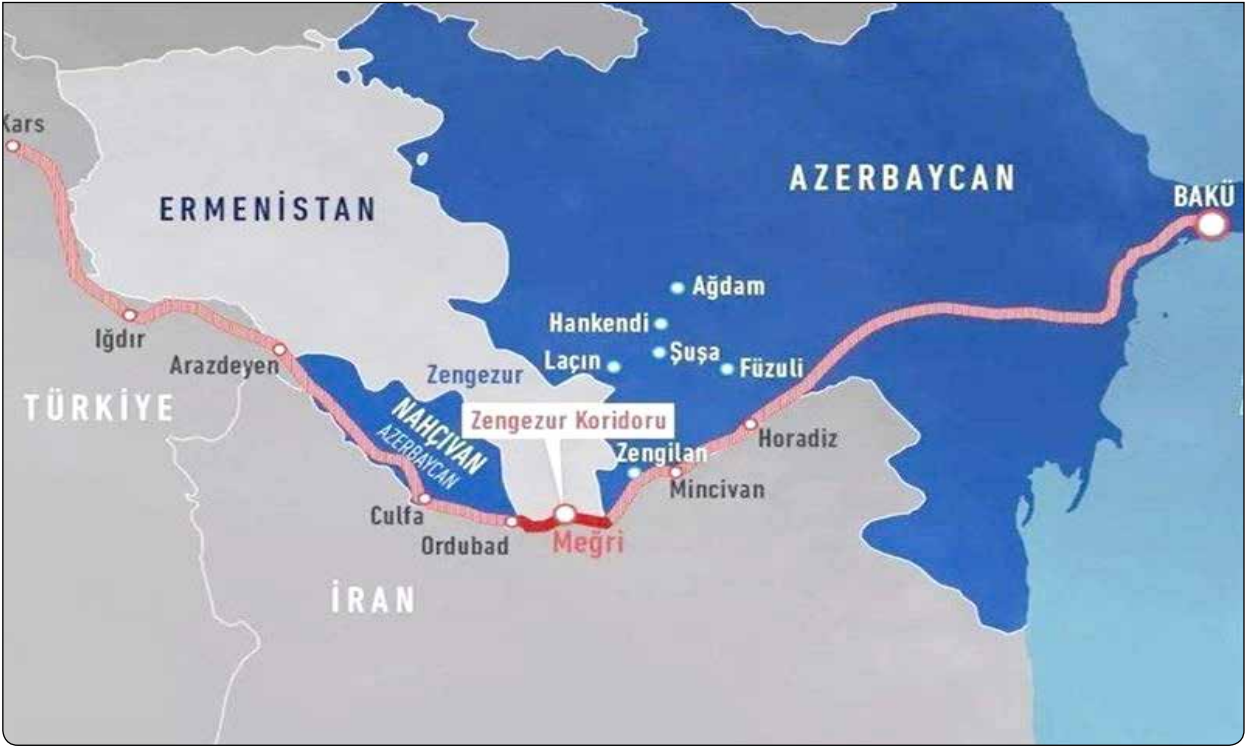 Kars
ERMENİSTAN
AZERBAYCAN
BAKÜ
Ağdam
Hankendi
Şuşa
Laçın
Füzuli
Iğdır
Arazdeyen
Zengezur
TÜRKİYE
NAHÇIVAN
AZERBAYCAN
Zengezur Koridoru
Horadiz
Zengilan
Mincivan
Culfa
Ordubad
Meğri
İRAN